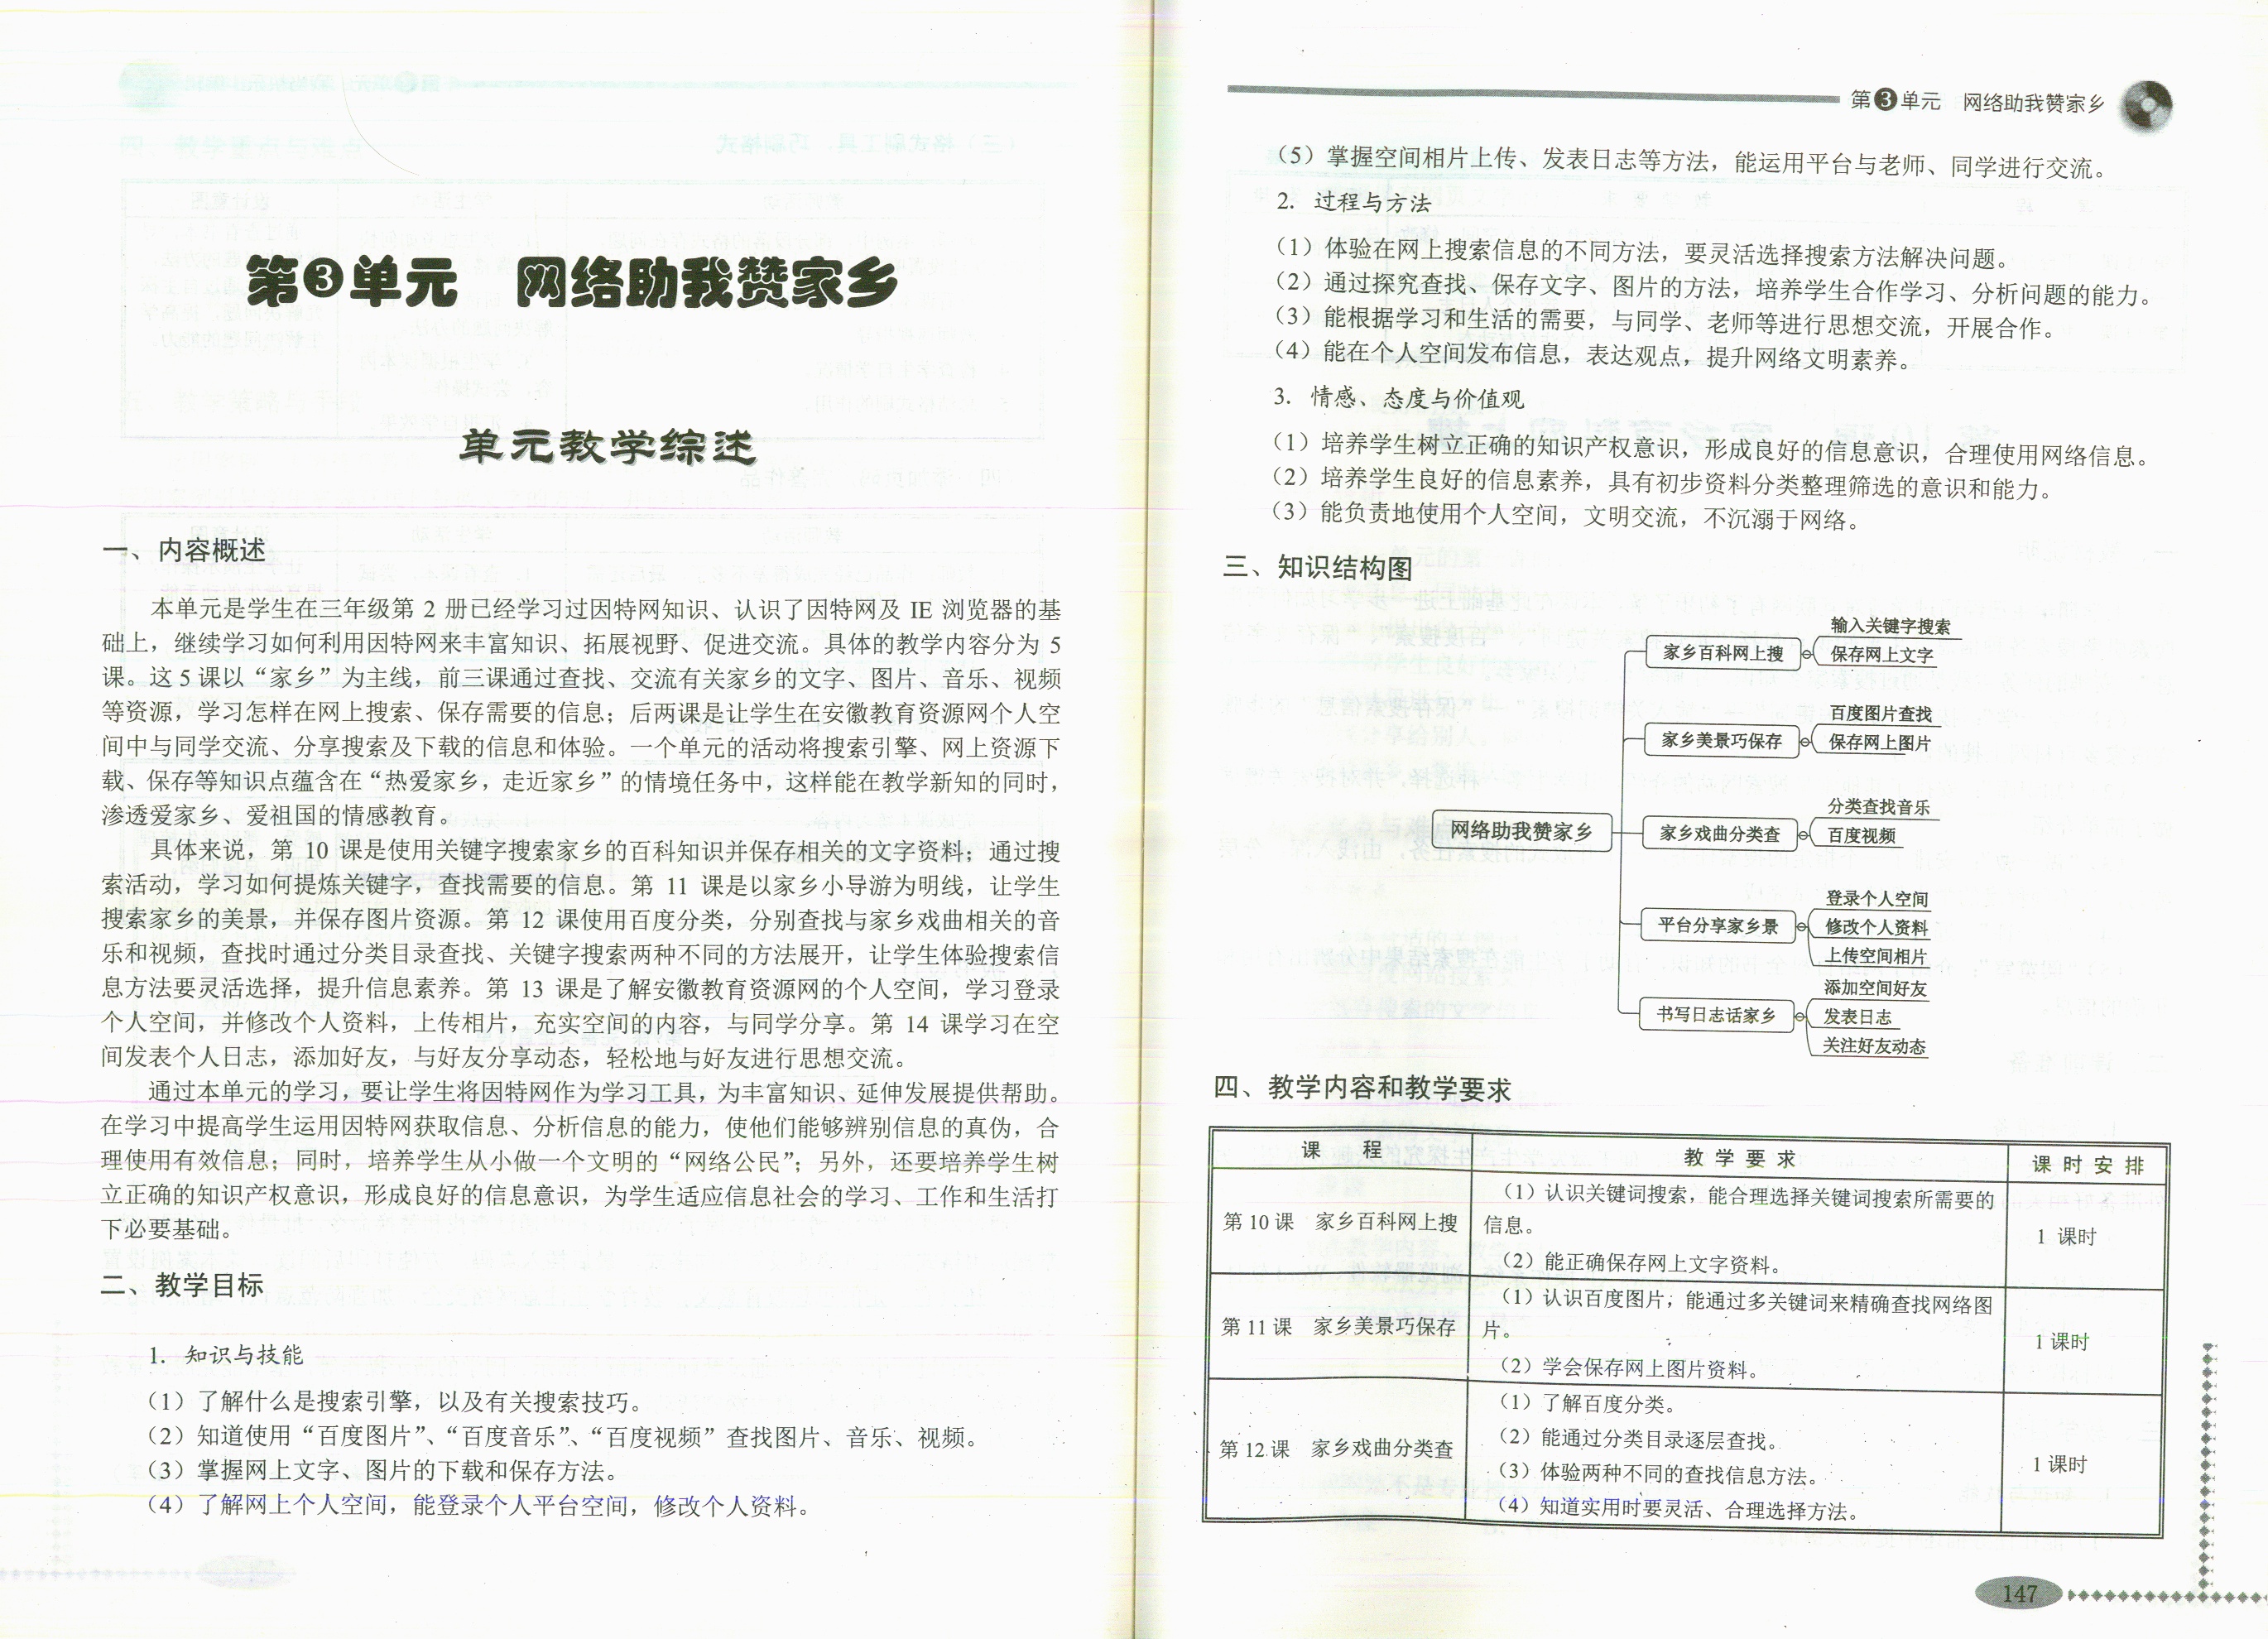 第3单元 网络助我赞家乡
单元教学综述
一、内容概述
本单元是学生在三年级第 2 册已经学习过因特网知识、认识了因特网及 IE 浏览器的基
础上，继续学习如何利用因特网来丰富知识、拓展视野、促进交流。具体的教学内容分为 5
课。这 5 课以“家乡”为主线，前三课通过查找、交流有关家乡的文字、图片、音乐、视频
等资源，学习怎样在网上搜索、保存需要的信息；后两课是让学生在安徽教育资源网个人空
间中与同学交流、分享搜索及下载的信息和体验。一个单元的活动将搜索引擎、网上资源下
载、保存等知识点蕴含在“热爱家乡，走近家乡”的情境任务中，这样能在教学新知的同时，
渗透爱家乡、爱祖国的情感教育。
具体来说，第 10 课是使用关键字搜索家乡的百科知识并保存相关的文字资料；通过搜
索活动，学习如何提炼关键字，查找需要的信息。第 11 课是以家乡小导游为明线，让学生
搜索家乡的美景，并保存图片资源。第 12 课使用百度分类，分别查找与家乡戏曲相关的音
乐和视频，查找时通过分类目录查找、关键字搜索两种不同的方法展开，让学生体验搜索信
息方法要灵活选择，提升信息素养。第 13 课是了解安徽教育资源网的个人空间，学习登录
个人空间，并修改个人资料，上传相片，充实空间的内容，与同学分享。第 14 课学习在空
间发表个人日志，添加好友，与好友分享动态，轻松地与好友进行思想交流。
通过本单元的学习，要让学生将因特网作为学习工具，为丰富知识、延伸发展提供帮助。
在学习中提高学生运用因特网获取信息、分析信息的能力，使他们能够辨别信息的真伪，合
理使用有效信息；同时，培养学生从小做一个文明的“网络公民”；另外，还要培养学生树
立正确的知识产权意识，形成良好的信息意识，为学生适应信息社会的学习、工作和生活打
下必要基础。
二、教学目标
1. 知识与技能
（1）了解什么是搜索引擎，以及有关搜索技巧。
（2）知道使用“百度图片”、“百度音乐”、“百度视频”查找图片、音乐、视频。
（3）掌握网上文字、图片的下载和保存方法。
（4）了解网上个人空间，能登录个人平台空间，修改个人资料。
第3单元 网络助我赞家乡
（5）掌握空间相片上传、发表日志等方法，能运用平台与老师、同学进行交流。
2. 过程与方法
（1）体验在网上搜索信息的不同方法，要灵活选择搜索方法解决问题。
（2）通过探究查找、保存文字、图片的方法，培养学生合作学习、分析问题的能力。
（3）能根据学习和生活的需要，与同学、老师等进行思想交流，开展合作。
（4）能在个人空间发布信息，表达观点，提升网络文明素养。
3. 情感、态度与价值观
（1）培养学生树立正确的知识产权意识，形成良好的信息意识，合理使用网络信息。
（2）培养学生良好的信息素养，具有初步资料分类整理筛选的意识和能力。
（3）能负责地使用个人空间，文明交流，不沉溺于网络。
三、知识结构图
网络助我赞家乡
家乡百科网上搜
输入关键字搜索
保存网上文字
家乡美景巧保存
百度图片查找
保存网上图片
家乡戏曲分类查
分类查找音乐
百度视频
平台分享家乡景
登录个人空间
修改个人资料
上传空间相片
书写日志话家乡
添加空间好友
发表日志
关注好友动态
四、教学内容和教学要求
课 程 教 学 要 求 课 时 安 排
第 10 课 家乡百科网上搜
（1）认识关键词搜索，能合理选择关键词搜索所需要的
信息。
（2）能正确保存网上文字资料。
1 课时
第 11 课 家乡美景巧保存
（1）认识百度图片，能通过多关键词来精确查找网络图
片。
（2）学会保存网上图片资料。
1 课时
第 12 课 家乡戏曲分类查
（1）了解百度分类。
（2）能通过分类目录逐层查找。
（3）体验两种不同的查找信息方法。
（4）知道实用时要灵活、合理选择方法。
1 课时
147